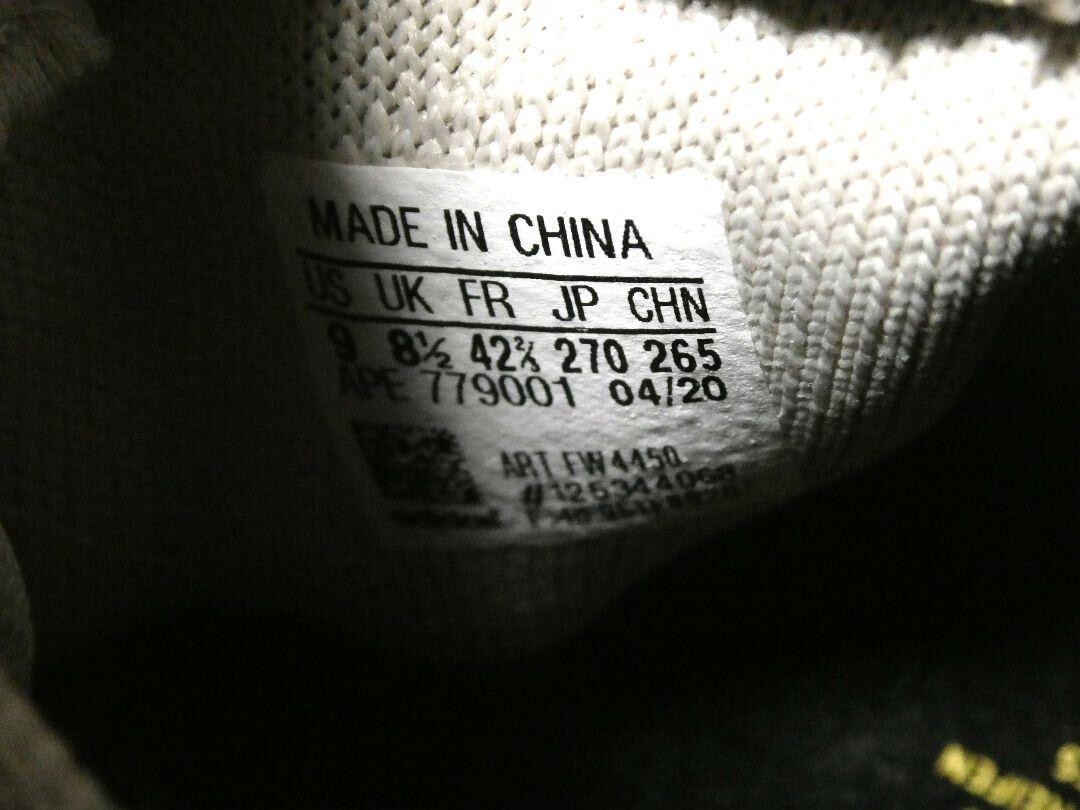 MADE IN CHINA
US UK FR JP CHN
9 8½ 42⅔ 270 265
APE 779001 04/20
ART FW4450